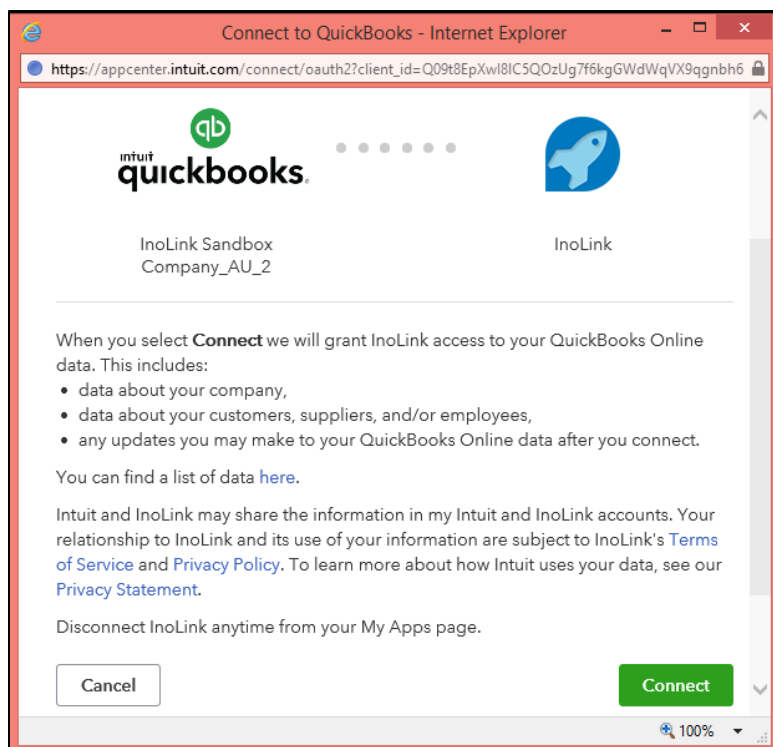 Connect to QuickBooks - Internet Explorer
https://appcenter.intuit.com/connect/oauth2?client_id=Q09t8EpXwI8IC5QOzUg7f6kgGWdWqVX9qgnbh6
qb
intuit
quickbooks.
InoLink Sandbox
Company_AU_2
InoLink
When you select Connect we will grant InoLink access to your QuickBooks Online
data. This includes:
• data about your company,
• data about your customers, suppliers, and/or employees,
• any updates you may make to your QuickBooks Online data after you connect.
You can find a list of data here.
Intuit and InoLink may share the information in my Intuit and InoLink accounts. Your
relationship to InoLink and its use of your information are subject to InoLink's Terms
of Service and Privacy Policy. To learn more about how Intuit uses your data, see our
Privacy Statement.
Disconnect InoLink anytime from your My Apps page.
Cancel
Connect
100%